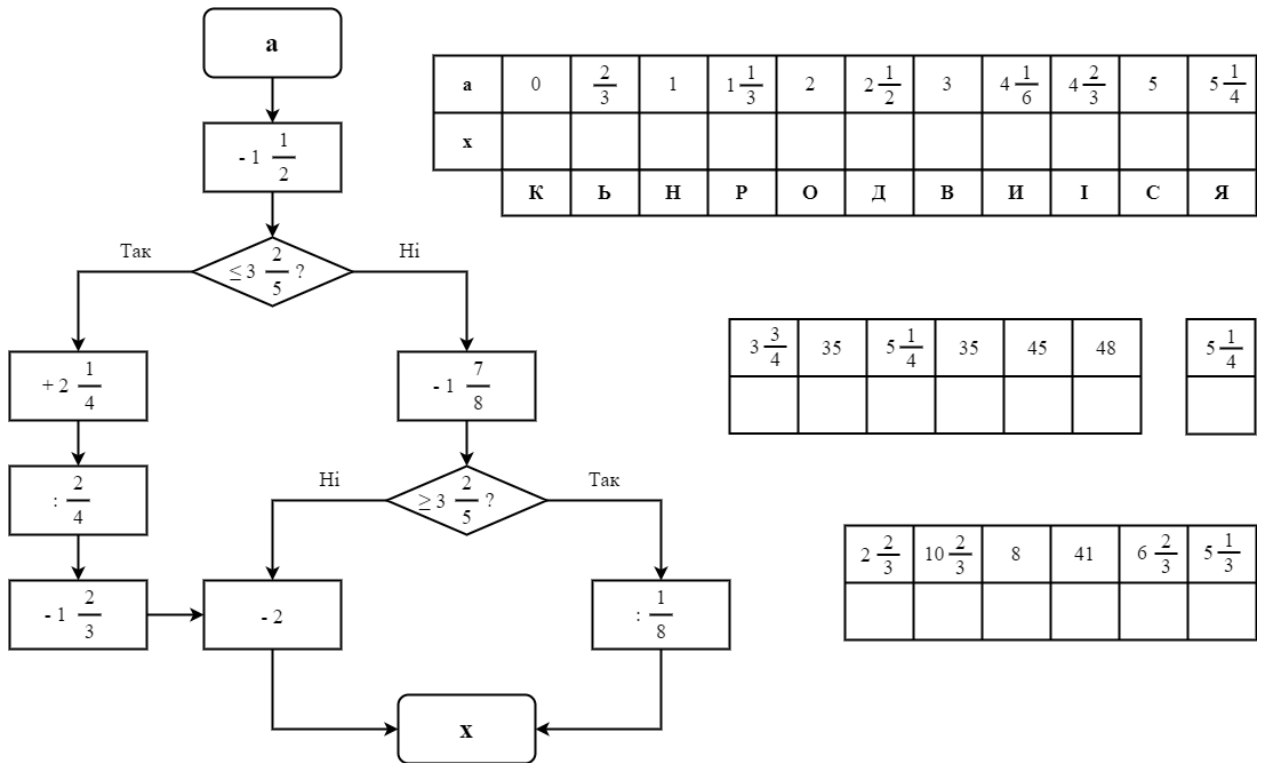 a
- 1 1/2
≤ 3 2/5 ?
Так
Ні
+ 2 1/4
: 2/4
- 1 2/3
- 1 7/8
≥ 3 2/5 ?
Ні
Так
- 2
: 1/8
x
a 0 2/3 1 1 1/3 2 2 1/2 3 4 1/6 4 2/3 5 5 1/4
x
К Ь Н Р О Д В И І С Я
3 3/4 35 5 1/4 35 45 48 5 1/4
2 2/3 10 2/3 8 41 6 2/3 5 1/3